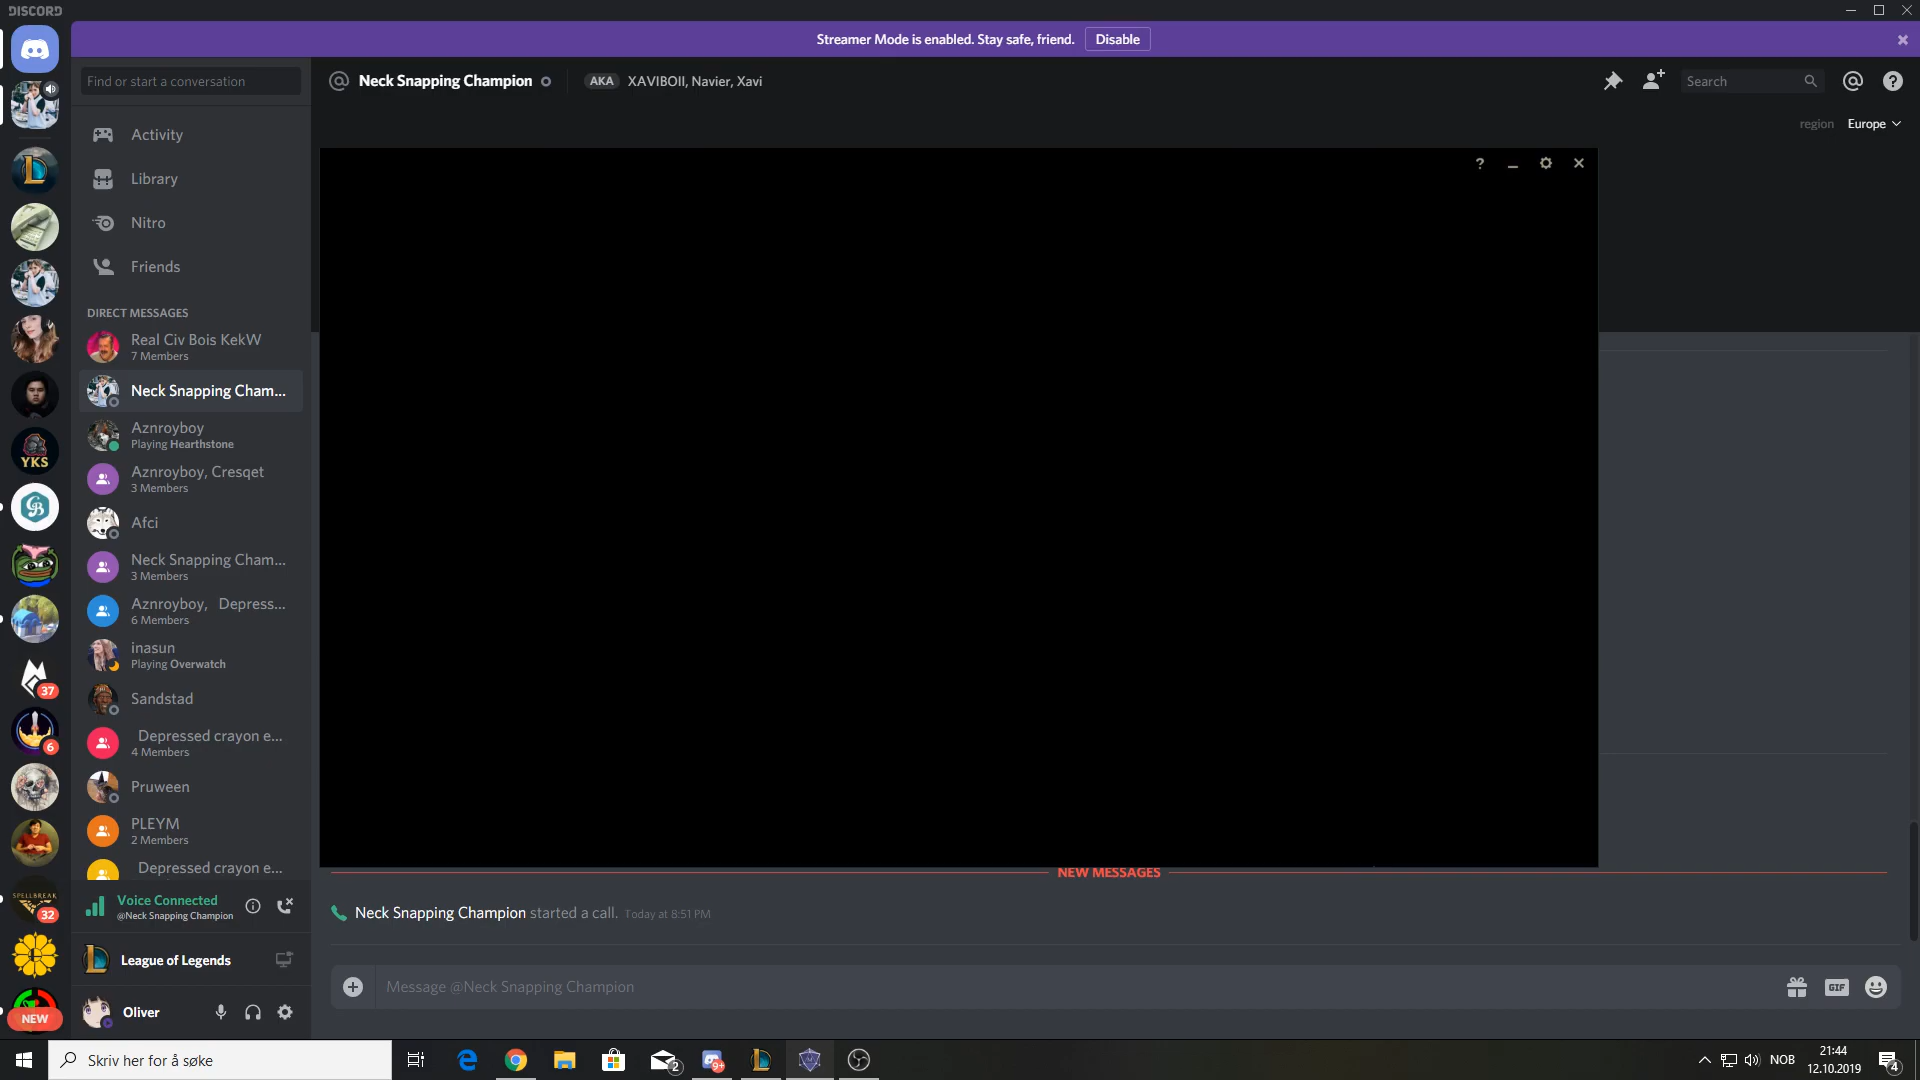 DISCORD
Streamer Mode is enabled. Stay safe, friend. Disable
Find or start a conversation
Neck Snapping Champion AKA XAVIBOII, Navier, Xavi
Search
region Europe
Activity
Library
Nitro
Friends
DIRECT MESSAGES
Real Civ Bois KekW
7 Members
Neck Snapping Cham...
Aznroyboy
Playing Hearthstone
Aznroyboy, Cresqet
3 Members
Afci
Neck Snapping Cham...
3 Members
Aznroyboy, Depress...
6 Members
inasun
Playing Overwatch
Sandstad
Depressed crayon e...
4 Members
Pruween
PLEYM
2 Members
Depressed crayon e...
YKS
37
6
SPELLBREAK
32
NEW
Voice Connected
@Neck Snapping Champion
League of Legends
Oliver
NEW MESSAGES
Neck Snapping Champion started a call. Today at 8:51 PM
Message @Neck Snapping Champion
GIF
Skriv her for å søke
2
9+
NOB
21:44
12.10.2019
4